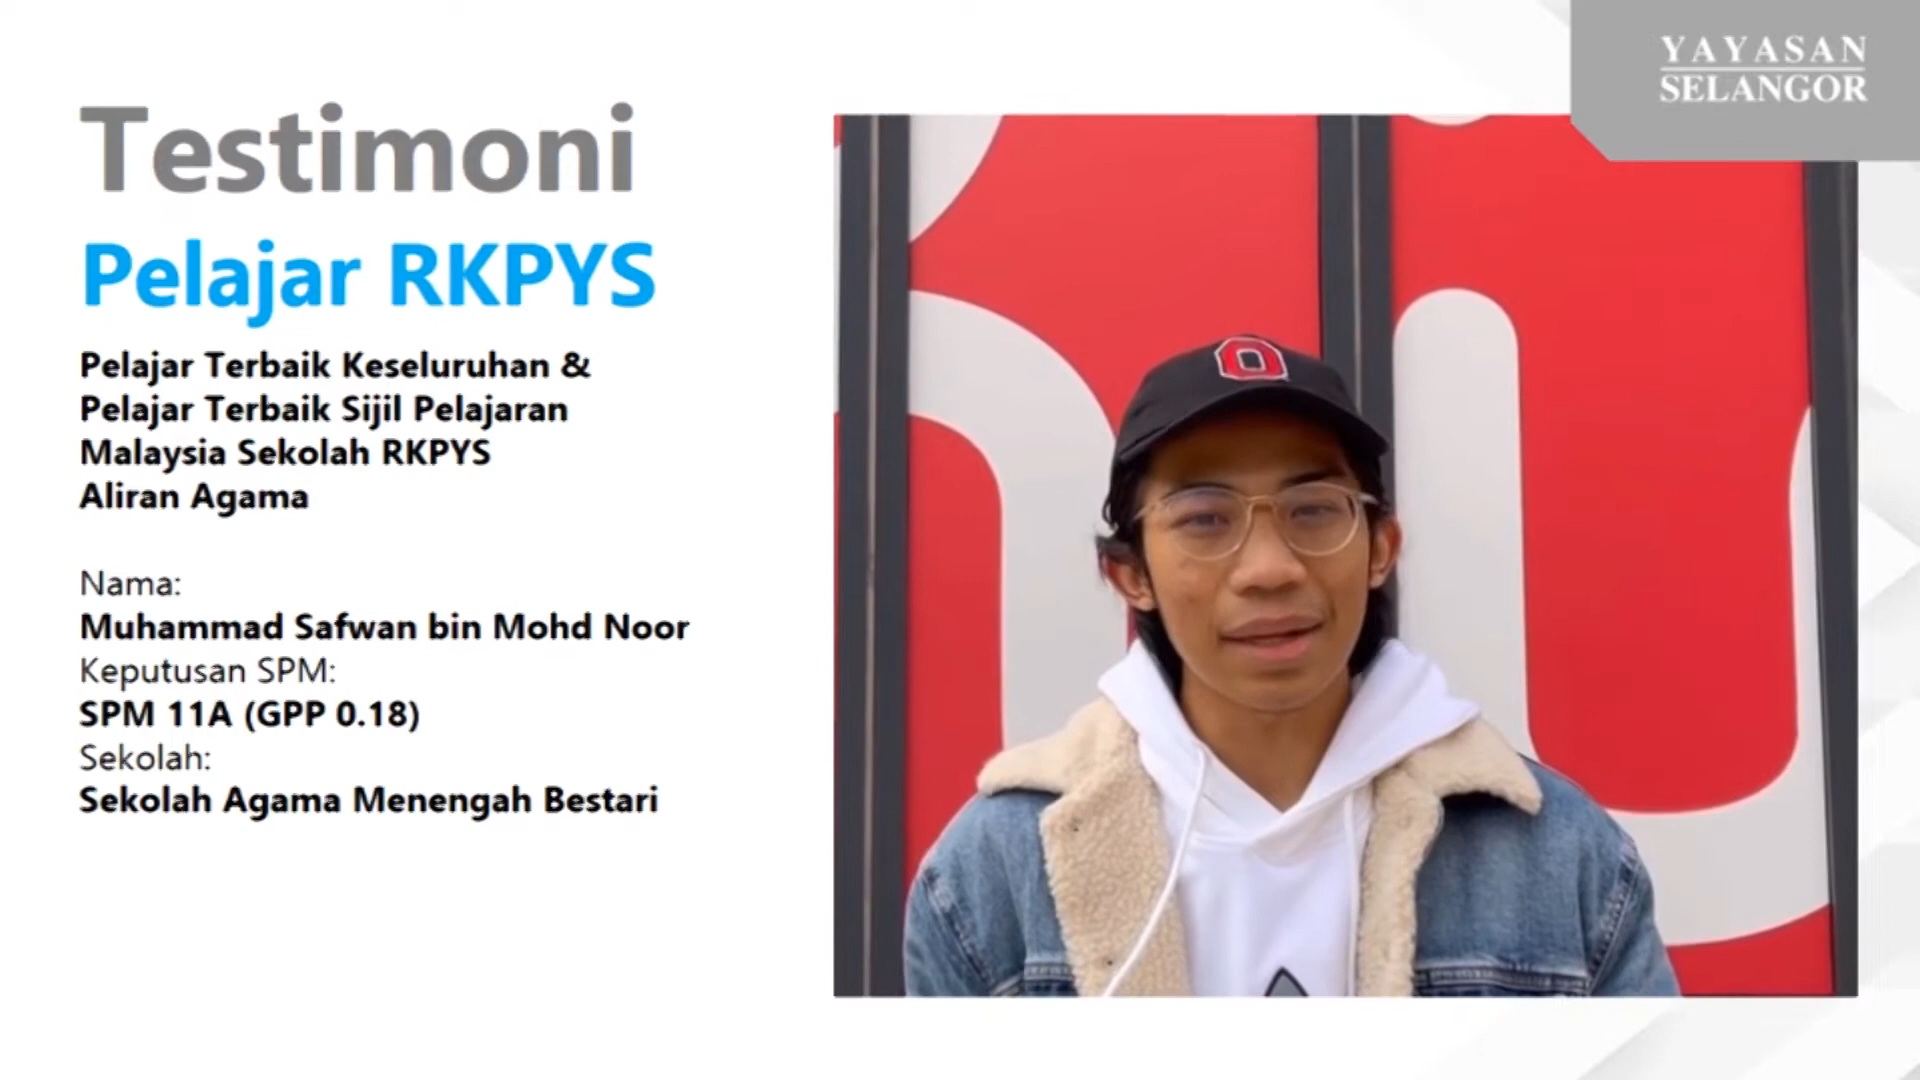 YAYASAN
SELANGOR
Testimoni
Pelajar RKPYS
Pelajar Terbaik Keseluruhan &
Pelajar Terbaik Sijil Pelajaran
Malaysia Sekolah RKPYS
Aliran Agama
Nama:
Muhammad Safwan bin Mohd Noor
Keputusan SPM:
SPM 11A (GPP 0.18)
Sekolah:
Sekolah Agama Menengah Bestari
O